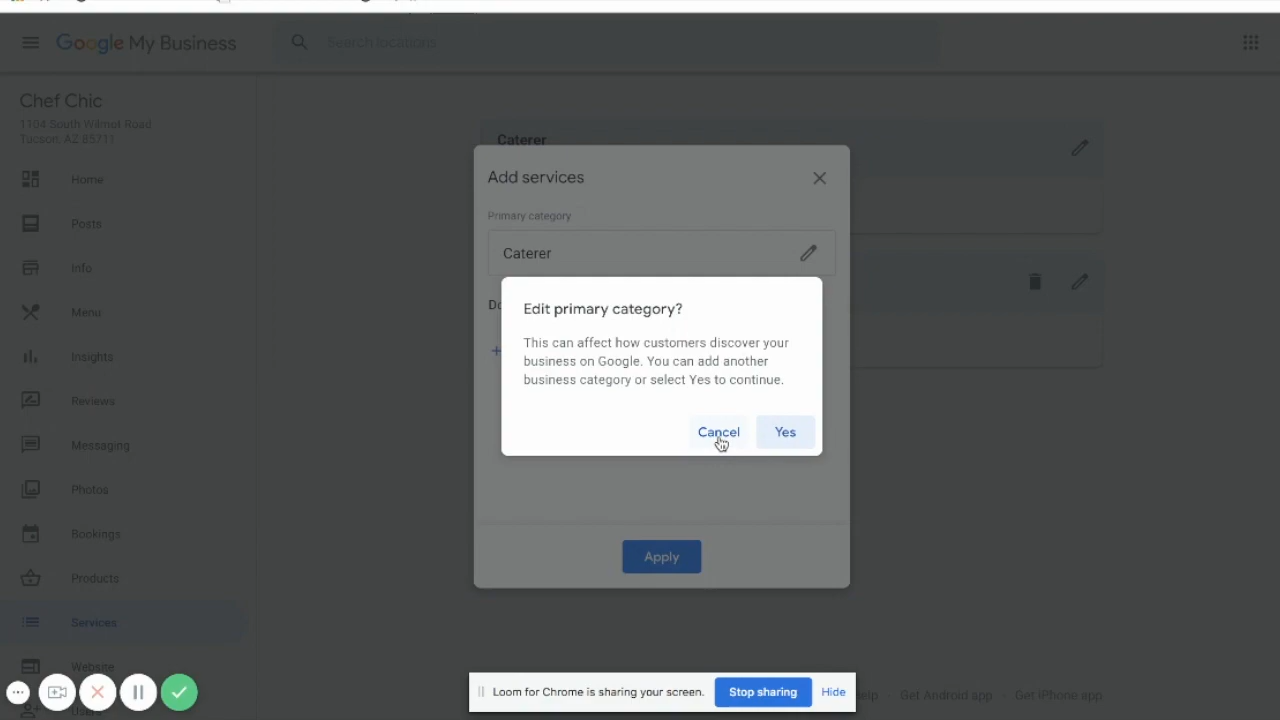 Google My Business
Search locations
Chef Chic
1104 South Wilmot Road
Tucson, AZ 85711
Home
Posts
Info
Menu
Insights
Reviews
Messaging
Photos
Bookings
Products
Services
Website
Users
Caterer
Add services
Primary category
Caterer
Edit primary category?
This can affect how customers discover your
business on Google. You can add another
business category or select Yes to continue.
Cancel
Yes
Apply
Loom for Chrome is sharing your screen.
Stop sharing
Hide
Get Android app
Get iPhone app